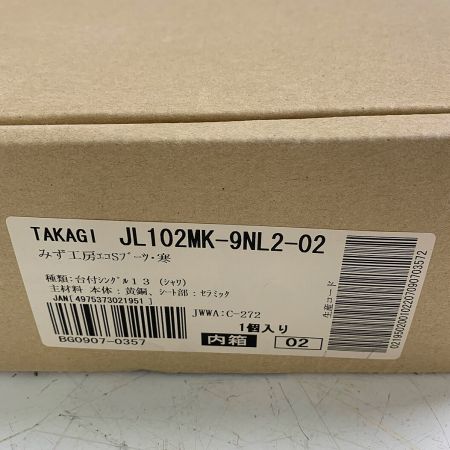 TAKAGI JL102MK-9NL2-02
みず工房エコSブーツ・寒
種類:台付シングル13 (シャワ)
主材料 本体:黄銅、シート部:セラミック
JAN[4975373021951]
JWWA:C-272
1個入り
BG0907-0357
内箱 02
生産コード
0219502001022070907003572